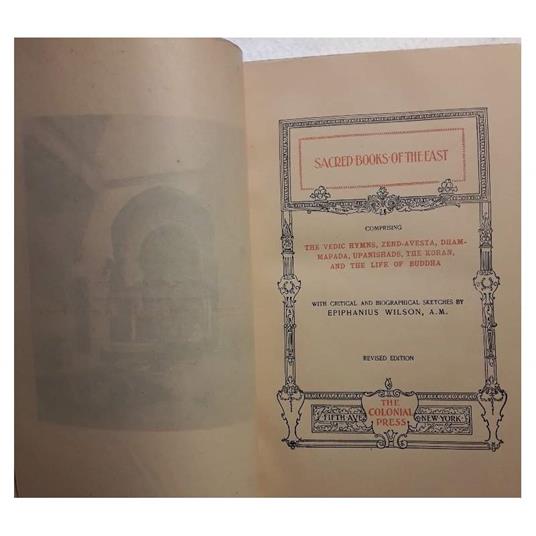 SACRED·BOOKS·OF·THE·EAST
COMPRISING
THE VEDIC HYMNS, ZEND-AVESTA, DHAM-
MAPADA, UPANISHADS, THE KORAN,
AND THE LIFE OF BUDDHA
WITH CRITICAL AND BIOGRAPHICAL SKETCHES BY
EPIPHANIUS WILSON, A.M.
REVISED EDITION
THE
COLONIAL
PRESS
FIFTH AVE
NEW YORK